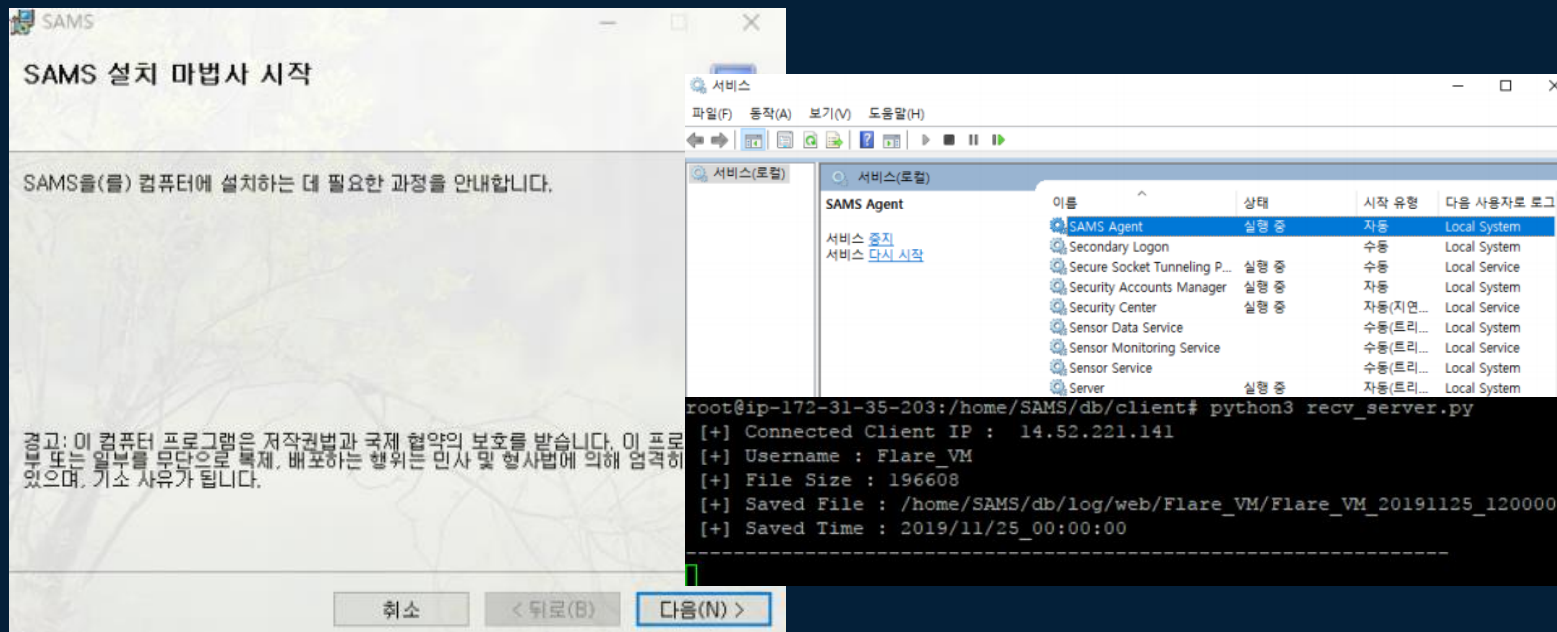 SAMS
SAMS 설치 마법사 시작
SAMS을(를) 컴퓨터에 설치하는 데 필요한 과정을 안내합니다.
경고: 이 컴퓨터 프로그램은 저작권법과 국제 협약의 보호를 받습니다. 이 프로
부 또는 일부를 무단으로 복제, 배포하는 행위는 민사 및 형사법에 의해 엄격히
있으며, 기소 사유가 됩니다.
취소
< 뒤로(B)
다음(N) >
서비스
파일(F) 동작(A) 보기(V) 도움말(H)
서비스(로컬)
서비스(로컬)
SAMS Agent
서비스 중지
서비스 다시 시작
이름 상태 시작 유형 다음 사용자로 로그
SAMS Agent 실행 중 자동 Local System
Secondary Logon 수동 Local System
Secure Socket Tunneling P... 실행 중 수동 Local Service
Security Accounts Manager 실행 중 자동 Local System
Security Center 실행 중 자동(지연... Local Service
Sensor Data Service 수동(트리... Local System
Sensor Monitoring Service 수동(트리... Local Service
Sensor Service 수동(트리... Local System
Server 실행 중 자동(트리... Local System
root@ip-172-31-35-203:/home/SAMS/db/client# python3 recv_server.py
[+] Connected Client IP : 14.52.221.141
[+] Username : Flare_VM
[+] File Size : 196608
[+] Saved File : /home/SAMS/db/log/web/Flare_VM/Flare_VM_20191125_120000
[+] Saved Time : 2019/11/25_00:00:00
----------------------------------------------------------------